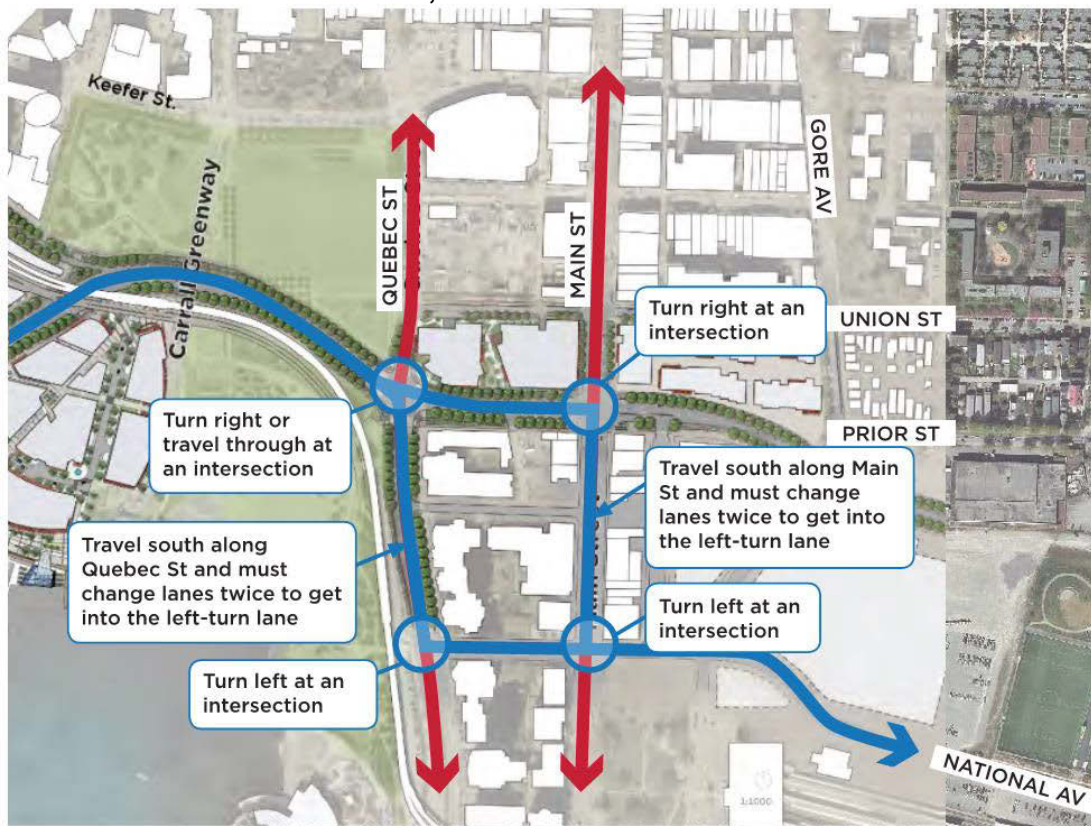 Keefer St.
Carrall Greenway
QUEBEC ST
MAIN ST
GORE AV
Turn right at an
intersection
UNION ST
Turn right or
travel through at
an intersection
PRIOR ST
Travel south along Main
St and must change
lanes twice to get into
the left-turn lane
Travel south along
Quebec St and must
change lanes twice to get
into the left-turn lane
Turn left at an
intersection
Turn left at an
intersection
1:1000
NATIONAL AV